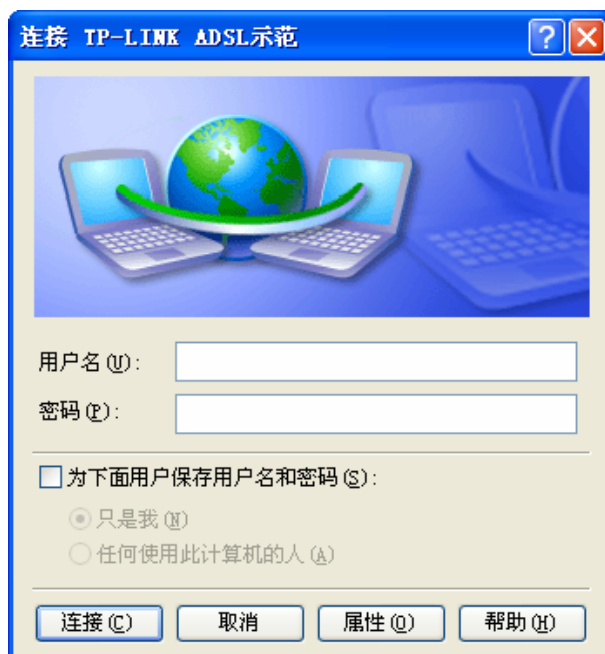 连接 TP-LINK ADSL示范
用户名(U):
密码(P):
为下面用户保存用户名和密码(S):
只是我(N)
任何使用此计算机的人(A)
连接(C) 取消 属性(O) 帮助(H)